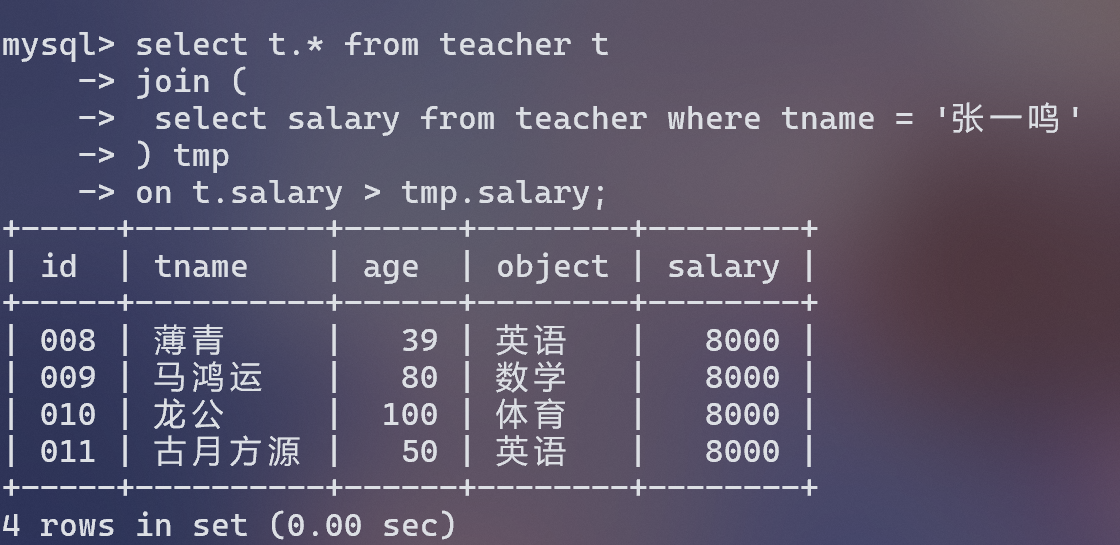 mysql> select t.* from teacher t
    -> join (
    ->  select salary from teacher where tname = '张一鸣'
    -> ) tmp
    -> on t.salary > tmp.salary;
+-----+----------+------+--------+--------+
| id  | tname    | age  | object | salary |
+-----+----------+------+--------+--------+
| 008 | 薄青     |   39 | 英语   |   8000 |
| 009 | 马鸿运   |   80 | 数学   |   8000 |
| 010 | 龙公     |  100 | 体育   |   8000 |
| 011 | 古月方源 |   50 | 英语   |   8000 |
+-----+----------+------+--------+--------+
4 rows in set (0.00 sec)